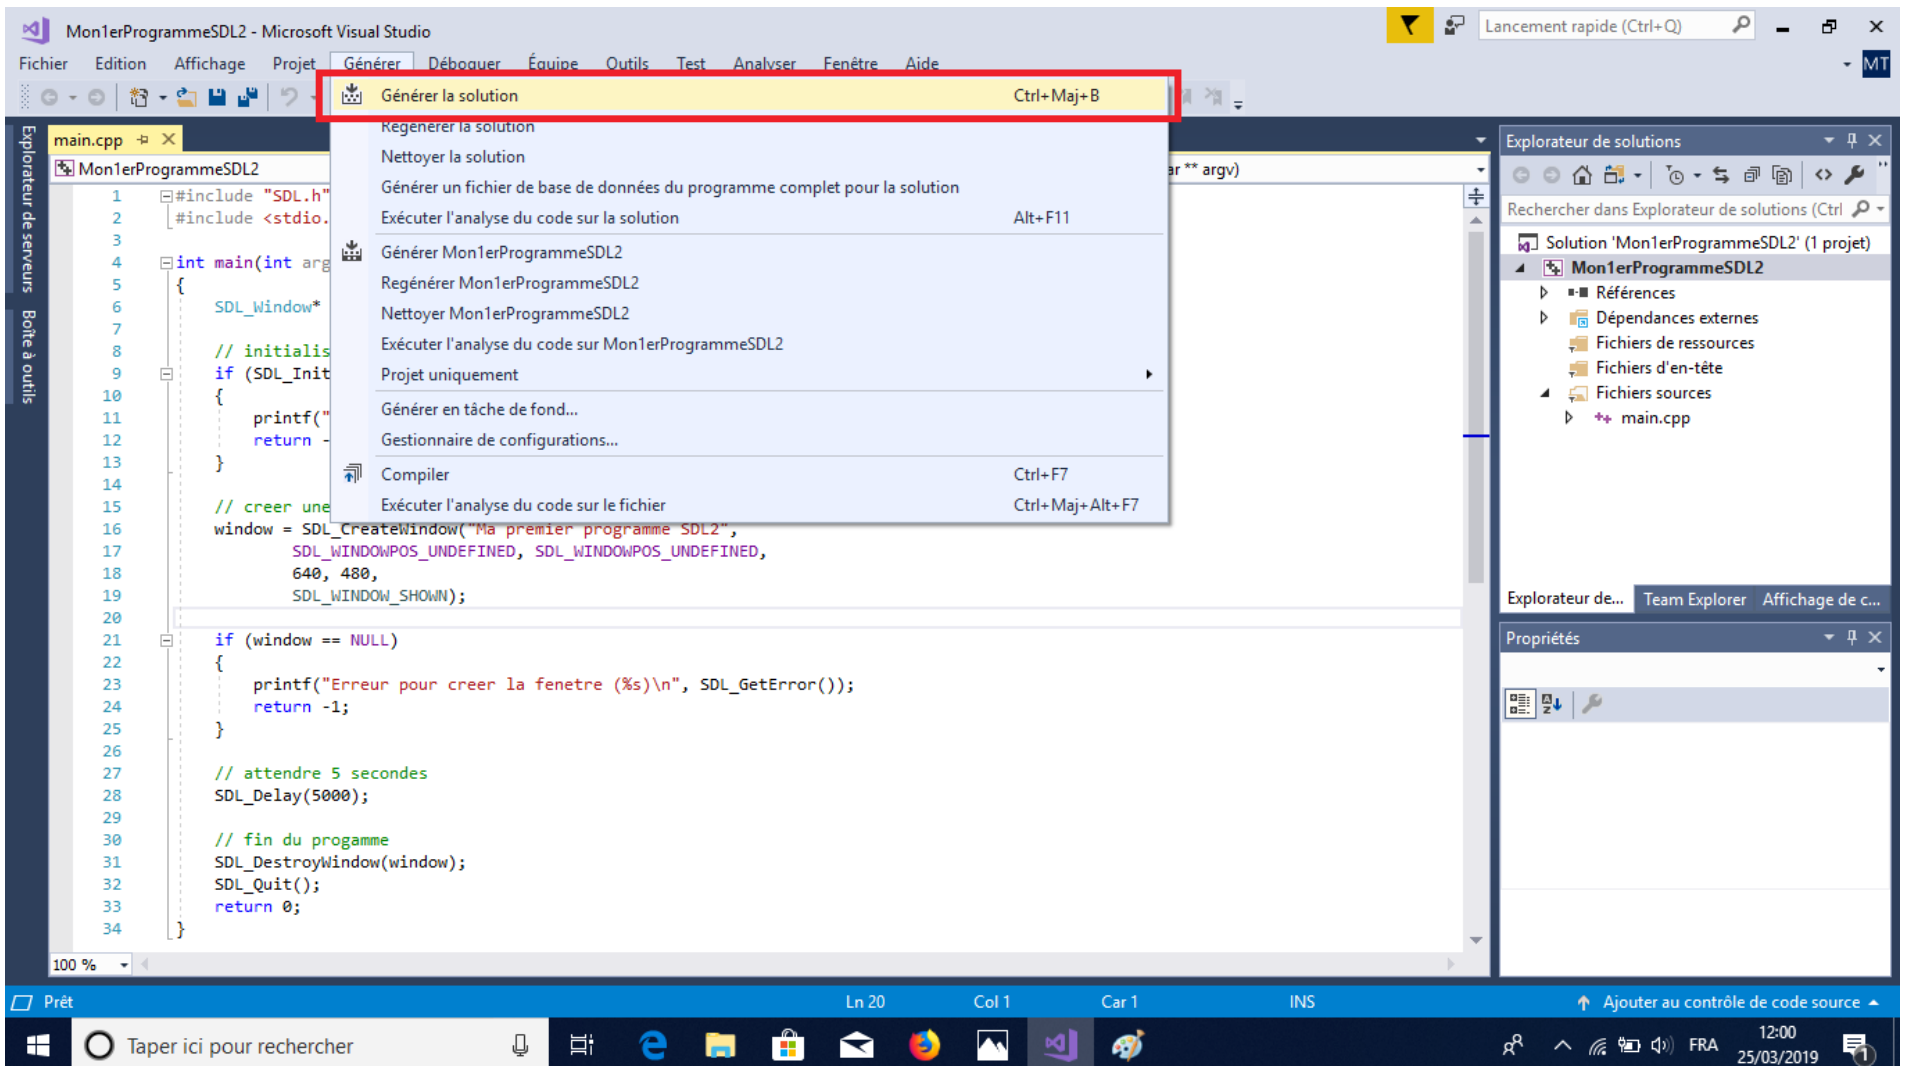 Mon1erProgrammeSDL2 - Microsoft Visual Studio
Lancement rapide (Ctrl+Q)
Fichier Edition Affichage Projet Générer Déboguer Équipe Outils Test Analyser Fenêtre Aide
MT
Générer la solution Ctrl+Maj+B
Regénérer la solution
Nettoyer la solution
Générer un fichier de base de données du programme complet pour la solution
Exécuter l'analyse du code sur la solution Alt+F11
Générer Mon1erProgrammeSDL2
Regénérer Mon1erProgrammeSDL2
Nettoyer Mon1erProgrammeSDL2
Exécuter l'analyse du code sur Mon1erProgrammeSDL2
Projet uniquement
Générer en tâche de fond...
Gestionnaire de configurations...
Compiler Ctrl+F7
Exécuter l'analyse du code sur le fichier Ctrl+Maj+Alt+F7
Explorateur de serveurs
Boîte à outils
main.cpp
Mon1erProgrammeSDL2
ar ** argv)
1 #include "SDL.h"
2 #include <stdio.
3
4 int main(int arg
5 {
6 SDL_Window*
7
8 // initialis
9 if (SDL_Init
10 {
11 printf("
12 return -
13 }
14
15 // creer une
16 window = SDL_CreateWindow("Ma premier programme SDL2",
17 SDL_WINDOWPOS_UNDEFINED, SDL_WINDOWPOS_UNDEFINED,
18 640, 480,
19 SDL_WINDOW_SHOWN);
20
21 if (window == NULL)
22 {
23 printf("Erreur pour creer la fenetre (%s)\n", SDL_GetError());
24 return -1;
25 }
26
27 // attendre 5 secondes
28 SDL_Delay(5000);
29
30 // fin du progamme
31 SDL_DestroyWindow(window);
32 SDL_Quit();
33 return 0;
34 }
100 %
Explorateur de solutions
Rechercher dans Explorateur de solutions (Ctrl
Solution 'Mon1erProgrammeSDL2' (1 projet)
Mon1erProgrammeSDL2
Références
Dépendances externes
Fichiers de ressources
Fichiers d'en-tête
Fichiers sources
main.cpp
Explorateur de... Team Explorer Affichage de c...
Propriétés
Prêt Ln 20 Col 1 Car 1 INS Ajouter au contrôle de code source
Taper ici pour rechercher
FRA
12:00
25/03/2019
1